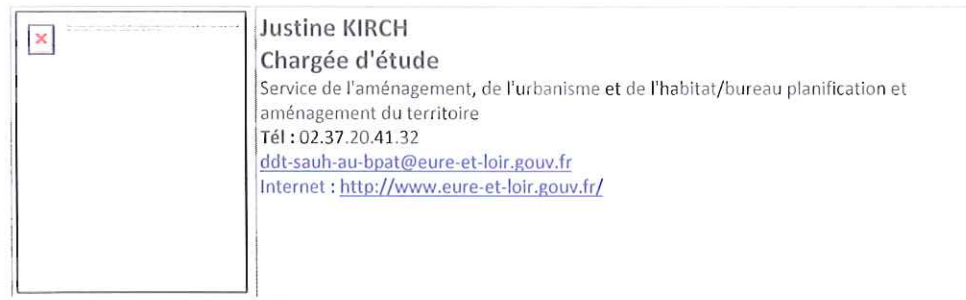 Justine KIRCH
Chargée d'étude
Service de l'aménagement, de l'urbanisme et de l'habitat/bureau planification et
aménagement du territoire
Tél : 02.37.20.41.32
ddt-sauh-au-bpat@eure-et-loir.gouv.fr
Internet : http://www.eure-et-loir.gouv.fr/